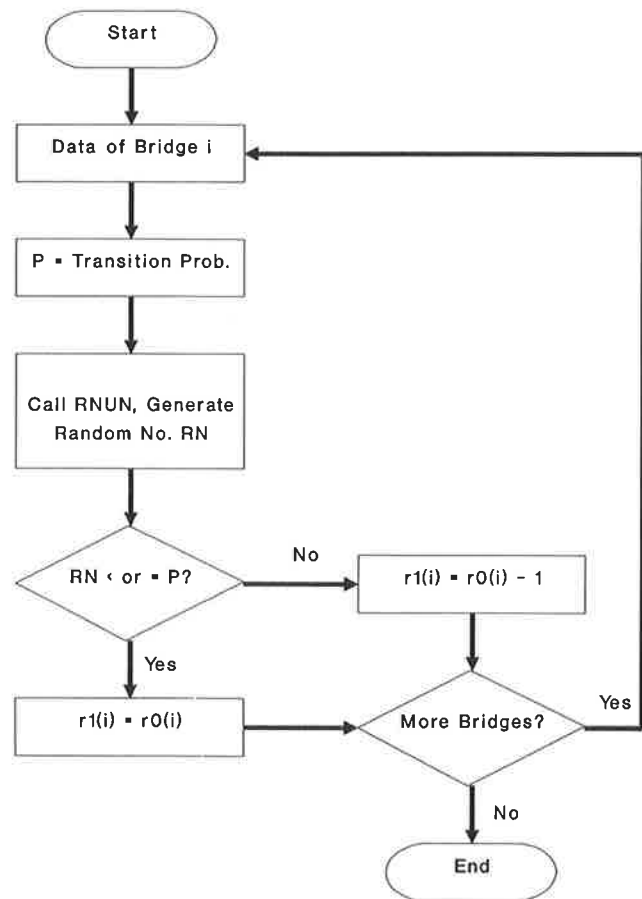 Start
Data of Bridge i
P = Transition Prob.
Call RNUN, Generate
Random No. RN
RN < or = P?
No
r1(i) = r0(i) - 1
Yes
r1(i) = r0(i)
More Bridges?
Yes
No
End